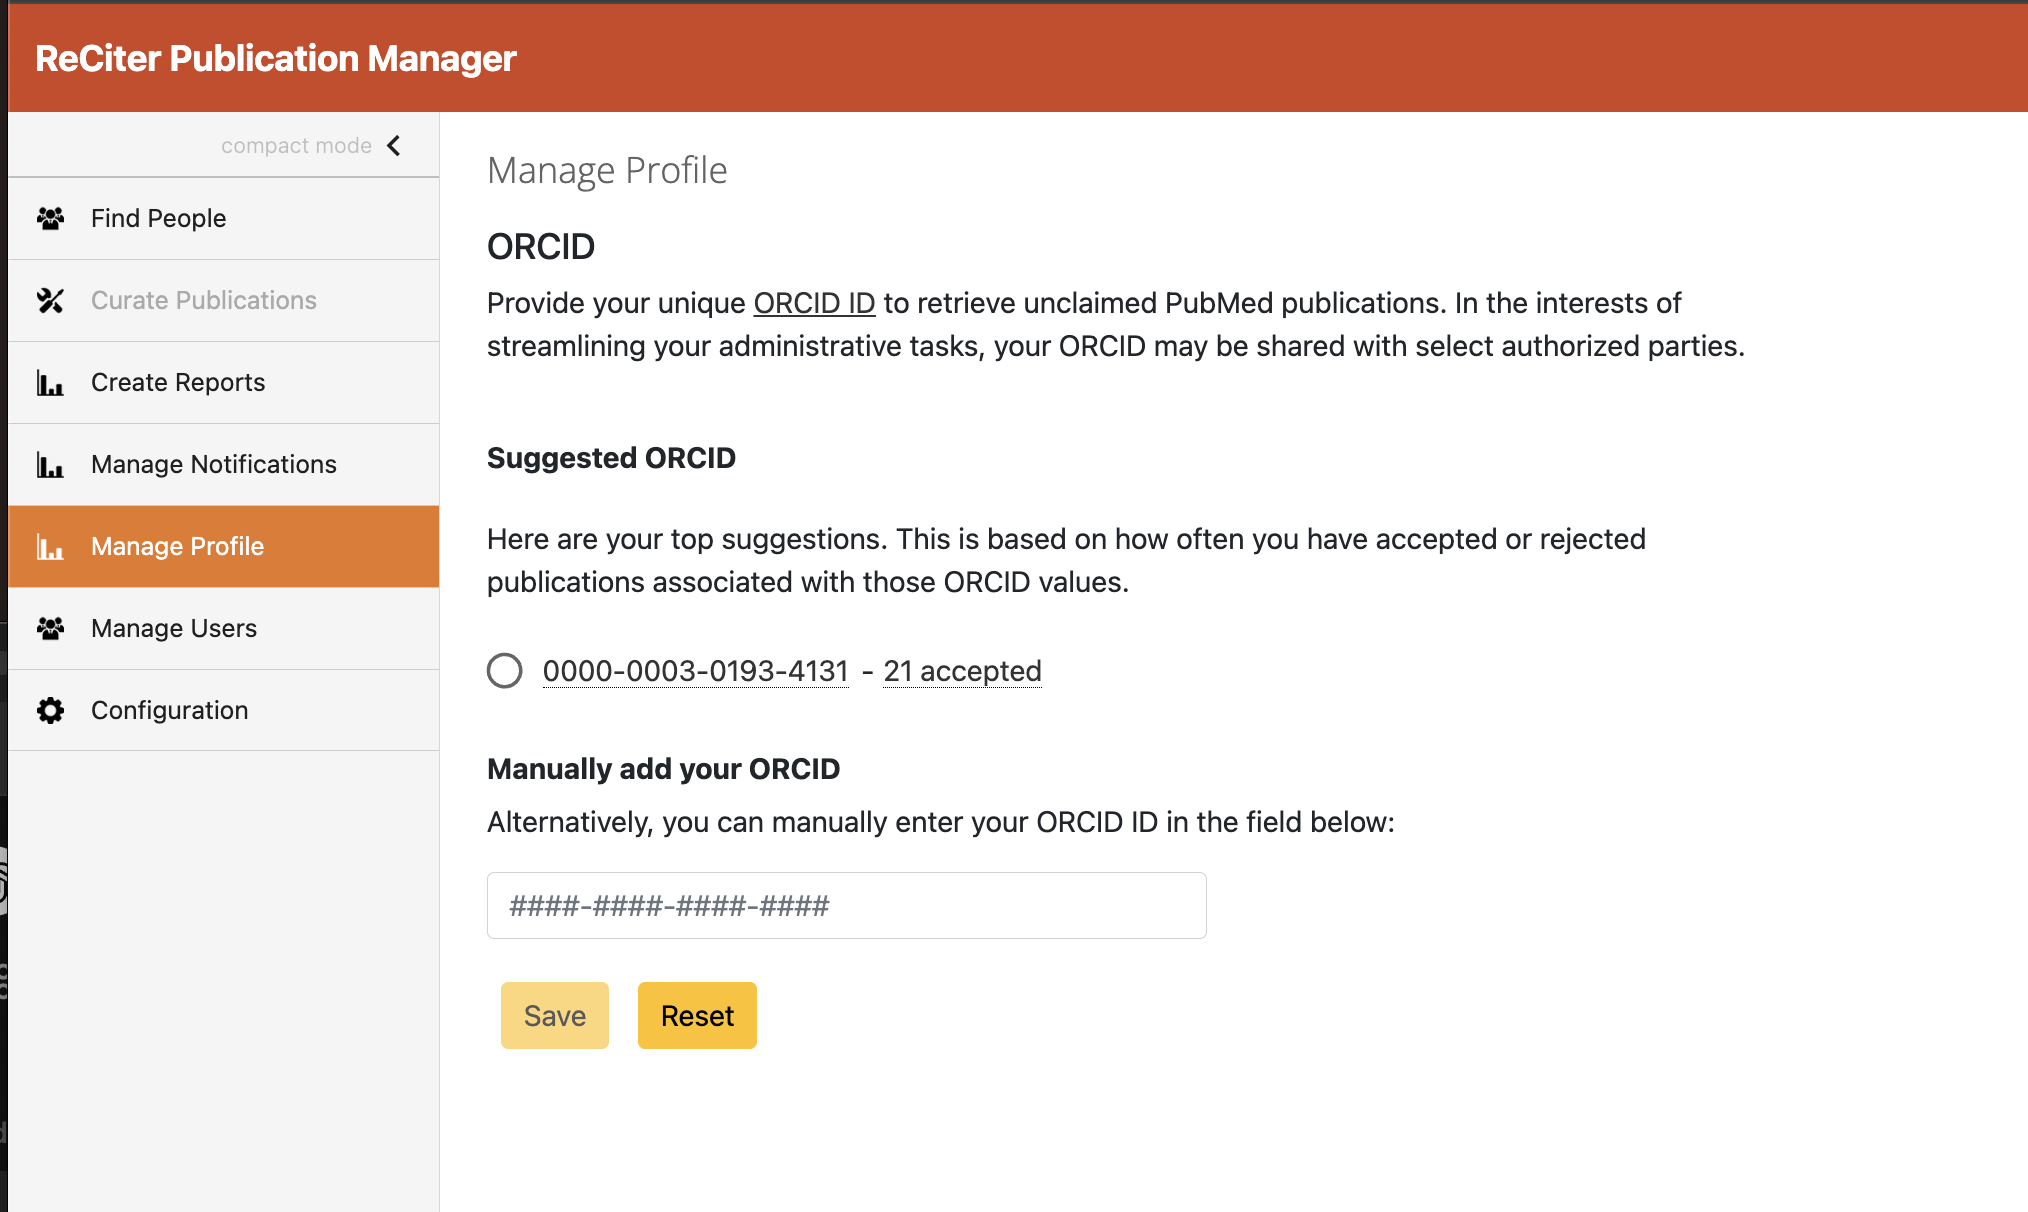 ReCiter Publication Manager
compact mode
Find People
Curate Publications
Create Reports
Manage Notifications
Manage Profile
Manage Users
Configuration
Manage Profile
ORCID
Provide your unique ORCID ID to retrieve unclaimed PubMed publications. In the interests of
streamlining your administrative tasks, your ORCID may be shared with select authorized parties.
Suggested ORCID
Here are your top suggestions. This is based on how often you have accepted or rejected
publications associated with those ORCID values.
0000-0003-0193-4131 - 21 accepted
Manually add your ORCID
Alternatively, you can manually enter your ORCID ID in the field below:
####-####-####-####
Save Reset